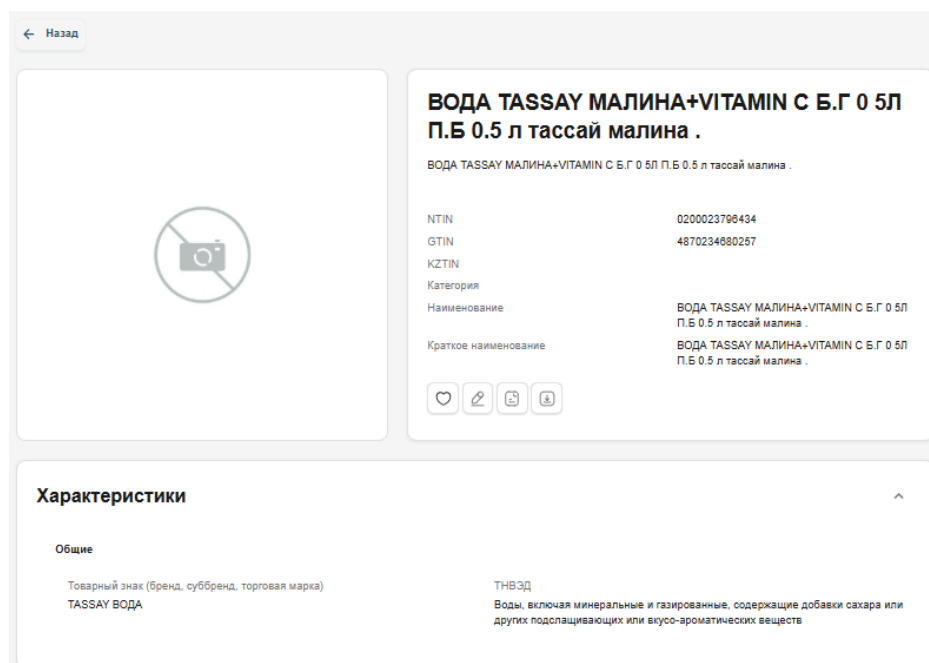 Назад
ВОДА TASSAY МАЛИНА+VITAMIN C Б.Г 0 5Л
П.Б 0.5 л тассай малина .
ВОДА TASSAY МАЛИНА+VITAMIN C Б.Г 0 5Л П.Б 0.5 л тассай малина .
NTIN 0200023796434
GTIN 4870234680257
KZTIN
Категория
Наименование ВОДА TASSAY МАЛИНА+VITAMIN C Б.Г 0 5Л
П.Б 0.5 л тассай малина .
Краткое наименование ВОДА TASSAY МАЛИНА+VITAMIN C Б.Г 0 5Л
П.Б 0.5 л тассай малина .
Характеристики
Общие
Товарный знак (бренд, суббренд, торговая марка)
TASSAY ВОДА
ТНВЭД
Воды, включая минеральные и газированные, содержащие добавки сахара или
других подслащивающих или вкусо-ароматических веществ